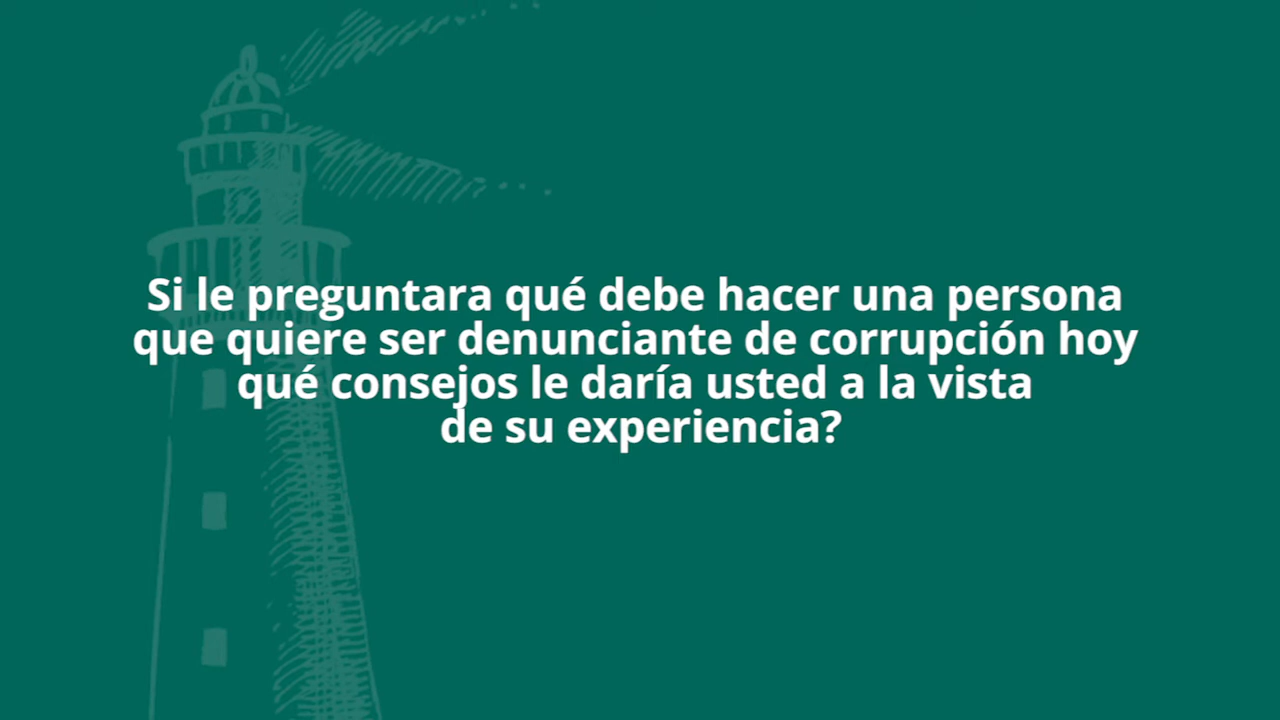 Si le preguntara qué debe hacer una persona
que quiere ser denunciante de corrupción hoy
qué consejos le daría usted a la vista
de su experiencia?